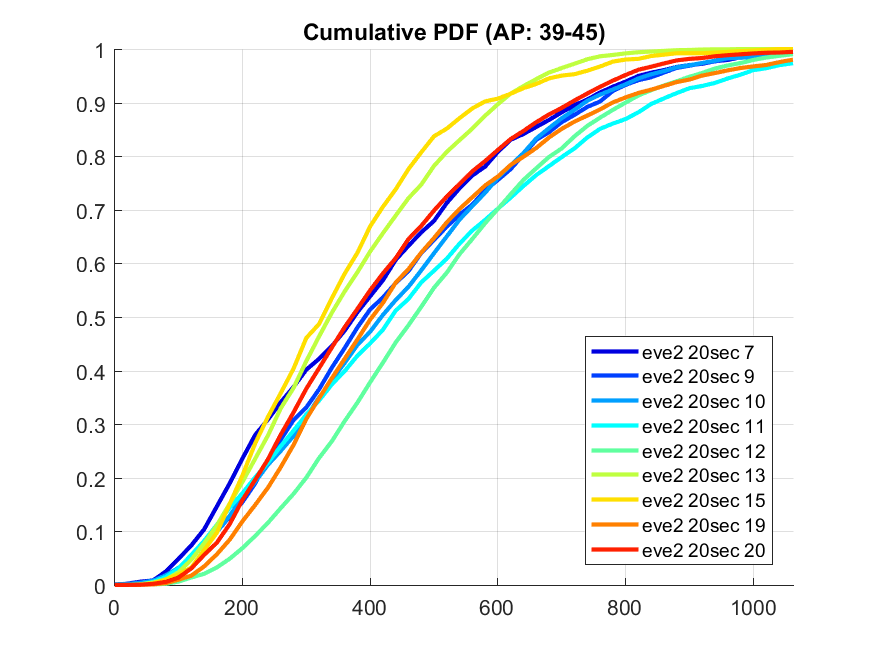 Cumulative PDF (AP: 39-45)
1
0.9
0.8
0.7
0.6
0.5
0.4
0.3
0.2
0.1
0
eve2 20sec 7
eve2 20sec 9
eve2 20sec 10
eve2 20sec 11
eve2 20sec 12
eve2 20sec 13
eve2 20sec 15
eve2 20sec 19
eve2 20sec 20
0 200 400 600 800 1000